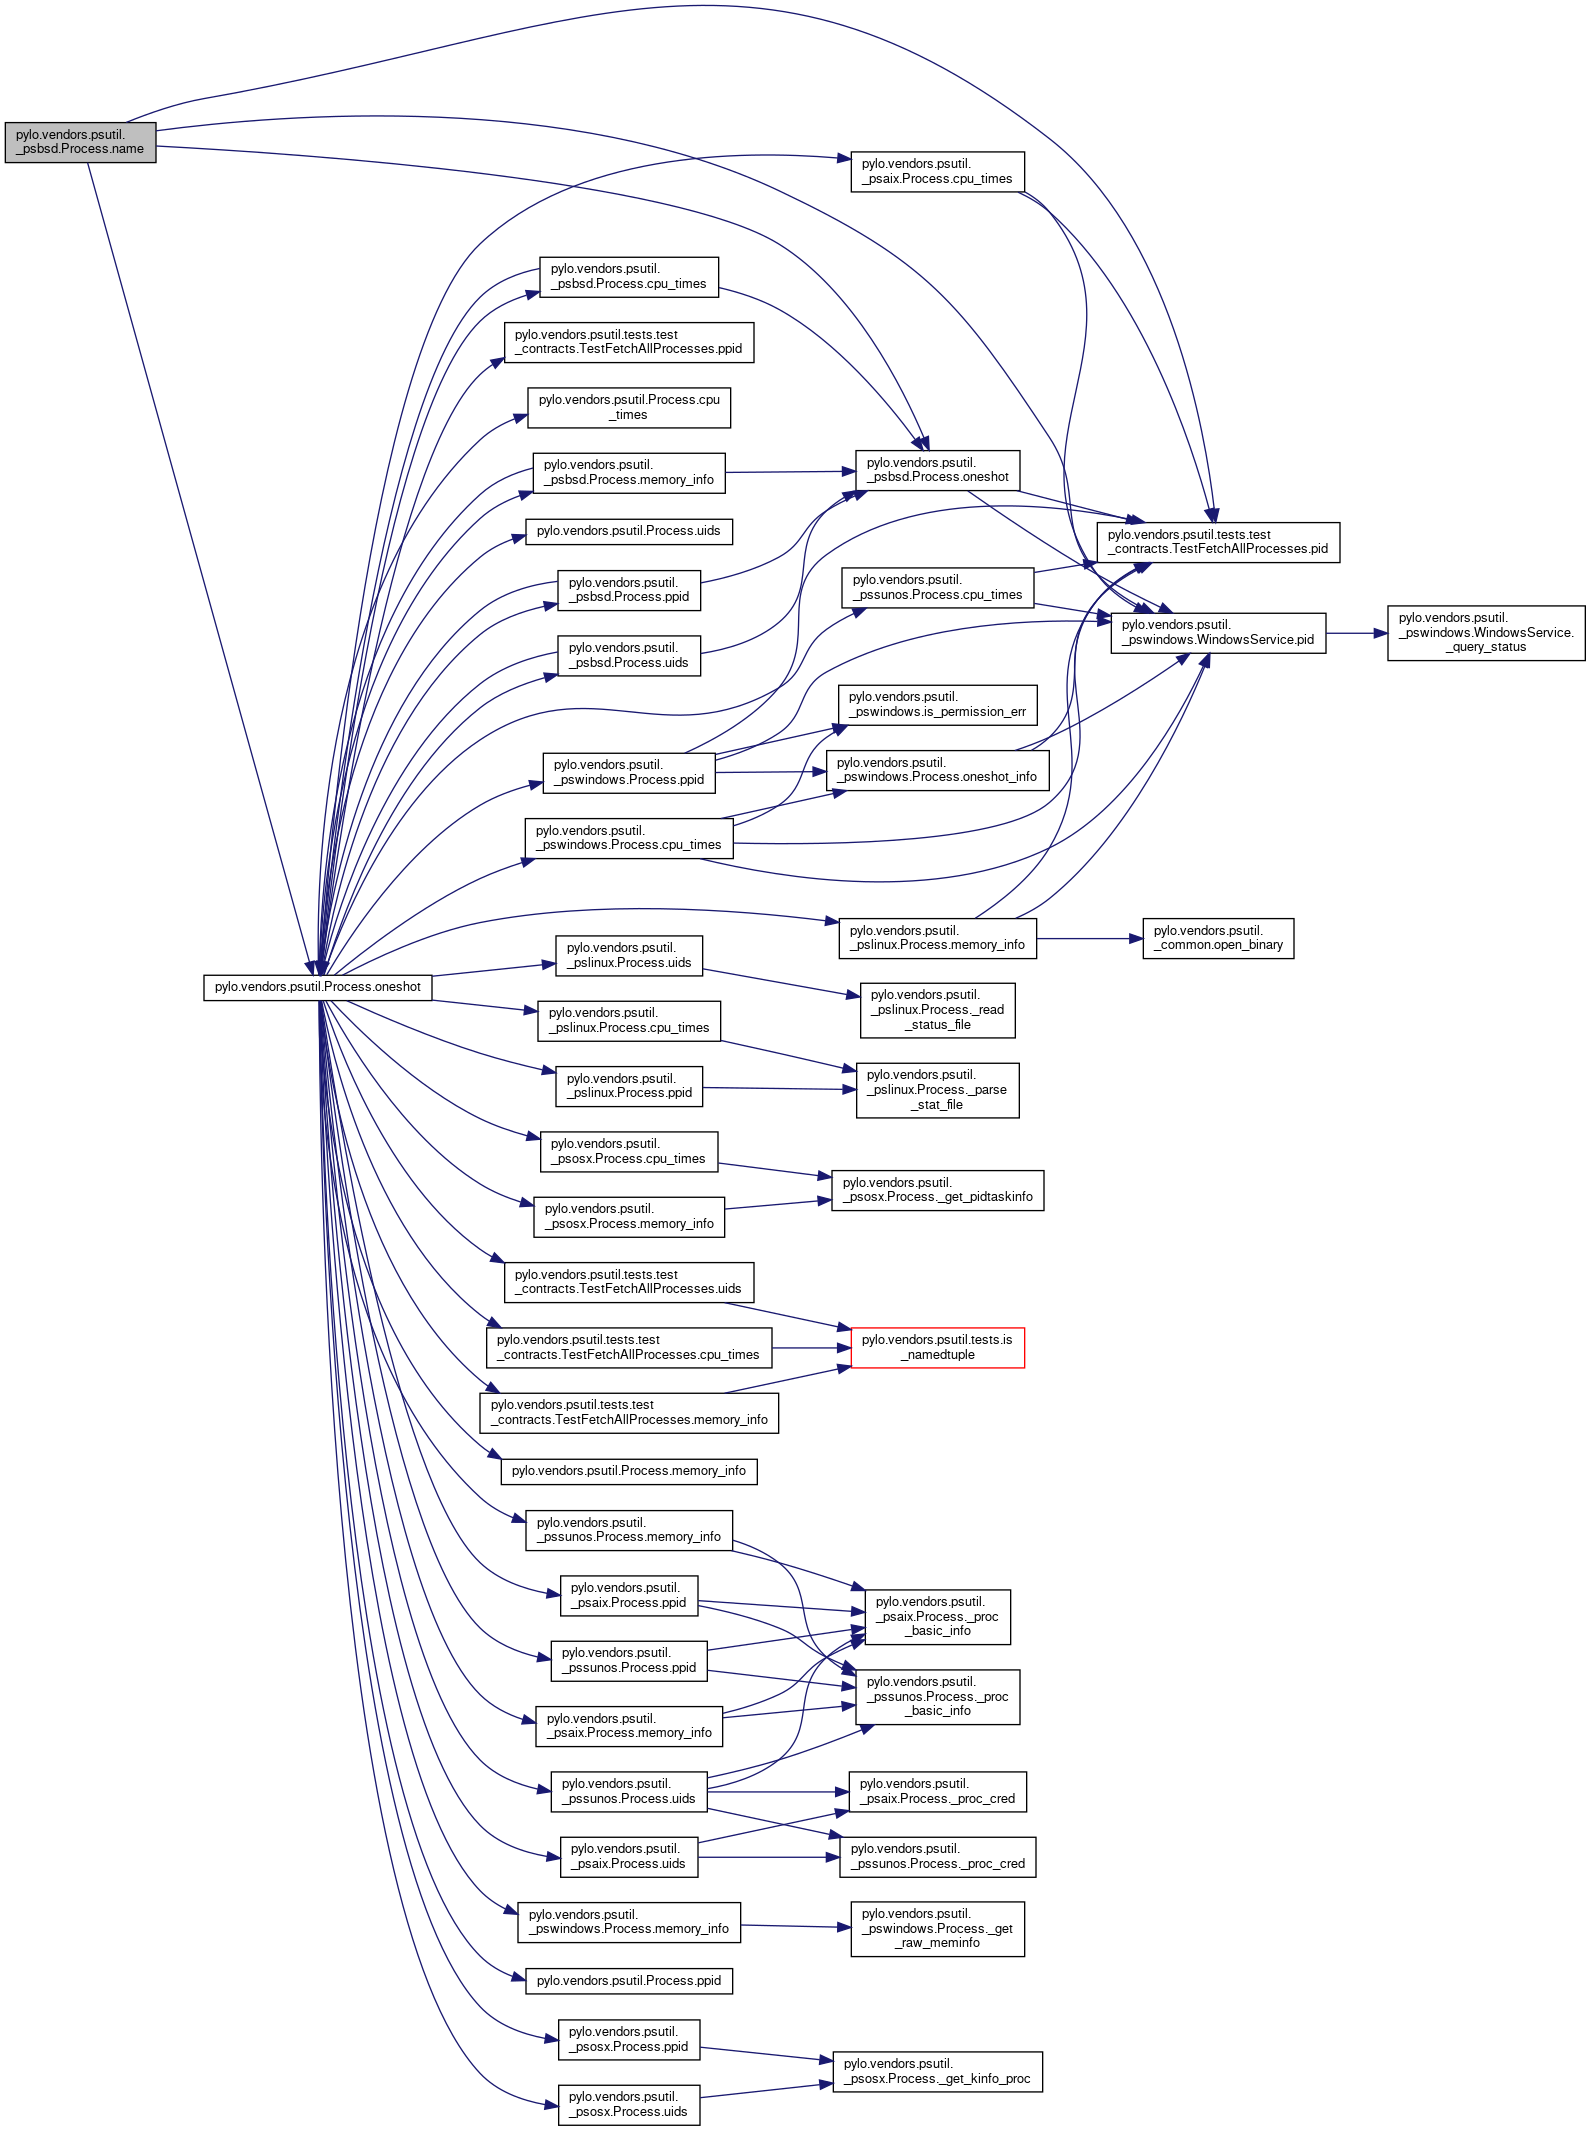 pylo.vendors.psutil.
_psbsd.Process.name
pylo.vendors.psutil.
_psaix.Process.cpu_times
pylo.vendors.psutil.
_psbsd.Process.cpu_times
pylo.vendors.psutil.tests.test
_contracts.TestFetchAllProcesses.ppid
pylo.vendors.psutil.Process.cpu
_times
pylo.vendors.psutil.
_psbsd.Process.memory_info
pylo.vendors.psutil.
_psbsd.Process.oneshot
pylo.vendors.psutil.Process.uids
pylo.vendors.psutil.tests.test
_contracts.TestFetchAllProcesses.pid
pylo.vendors.psutil.
_psbsd.Process.ppid
pylo.vendors.psutil.
_pssunos.Process.cpu_times
pylo.vendors.psutil.
_psbsd.Process.uids
pylo.vendors.psutil.
_pswindows.WindowsService.pid
pylo.vendors.psutil.
_pswindows.WindowsService.
_query_status
pylo.vendors.psutil.
_pswindows.is_permission_err
pylo.vendors.psutil.
_pswindows.Process.ppid
pylo.vendors.psutil.
_pswindows.Process.oneshot_info
pylo.vendors.psutil.
_pswindows.Process.cpu_times
pylo.vendors.psutil.
_pslinux.Process.memory_info
pylo.vendors.psutil.
_common.open_binary
pylo.vendors.psutil.Process.oneshot
pylo.vendors.psutil.
_pslinux.Process.uids
pylo.vendors.psutil.
_pslinux.Process._read
_status_file
pylo.vendors.psutil.
_pslinux.Process.cpu_times
pylo.vendors.psutil.
_pslinux.Process.ppid
pylo.vendors.psutil.
_pslinux.Process._parse
_stat_file
pylo.vendors.psutil.
_psosx.Process.cpu_times
pylo.vendors.psutil.
_psosx.Process._get_pidtaskinfo
pylo.vendors.psutil.
_psosx.Process.memory_info
pylo.vendors.psutil.tests.test
_contracts.TestFetchAllProcesses.uids
pylo.vendors.psutil.tests.test
_contracts.TestFetchAllProcesses.cpu_times
pylo.vendors.psutil.tests.is
_namedtuple
pylo.vendors.psutil.tests.test
_contracts.TestFetchAllProcesses.memory_info
pylo.vendors.psutil.Process.memory_info
pylo.vendors.psutil.
_pssunos.Process.memory_info
pylo.vendors.psutil.
_psaix.Process.ppid
pylo.vendors.psutil.
_psaix.Process._proc
_basic_info
pylo.vendors.psutil.
_pssunos.Process.ppid
pylo.vendors.psutil.
_pssunos.Process._proc
_basic_info
pylo.vendors.psutil.
_psaix.Process.memory_info
pylo.vendors.psutil.
_pssunos.Process.uids
pylo.vendors.psutil.
_psaix.Process._proc_cred
pylo.vendors.psutil.
_psaix.Process.uids
pylo.vendors.psutil.
_pssunos.Process._proc_cred
pylo.vendors.psutil.
_pswindows.Process.memory_info
pylo.vendors.psutil.
_pswindows.Process._get
_raw_meminfo
pylo.vendors.psutil.Process.ppid
pylo.vendors.psutil.
_psosx.Process.ppid
pylo.vendors.psutil.
_psosx.Process._get_kinfo_proc
pylo.vendors.psutil.
_psosx.Process.uids